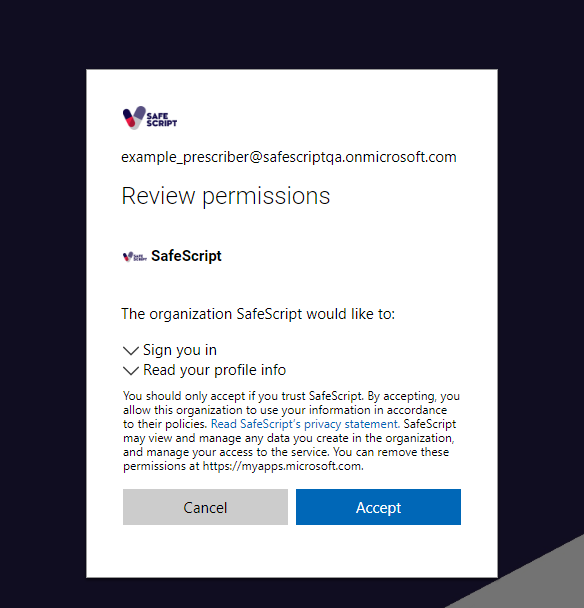 SAFE
SCRIPT
example_prescriber@safescriptqa.onmicrosoft.com
Review permissions
SAFE
SCRIPT
SafeScript
The organization SafeScript would like to:
Sign you in
Read your profile info
You should only accept if you trust SafeScript. By accepting, you
allow this organization to use your information in accordance
to their policies. Read SafeScript's privacy statement. SafeScript
may view and manage any data you create in the organization,
and manage your access to the service. You can remove these
permissions at https://myapps.microsoft.com.
Cancel
Accept